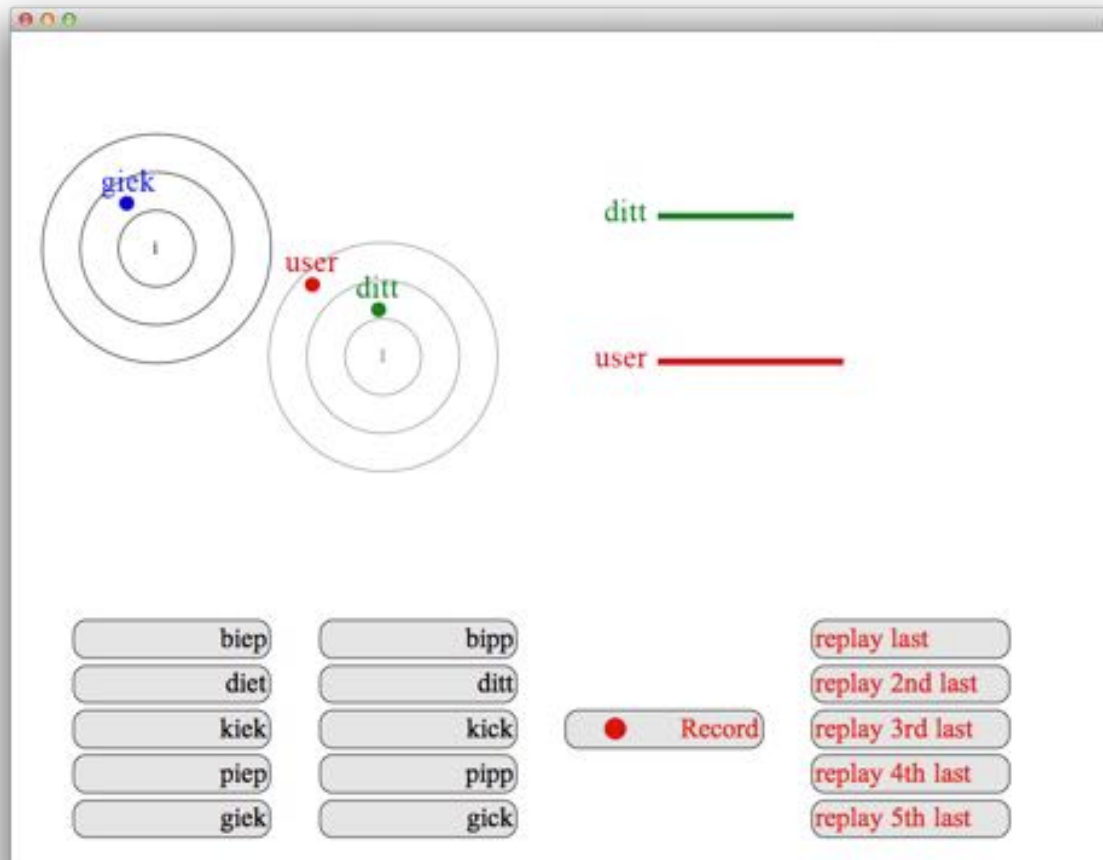 giek
ditt
user
ditt
user
biep
bipp
replay last
diet
ditt
replay 2nd last
kiek
kick
Record
replay 3rd last
piep
pipp
replay 4th last
giek
gick
replay 5th last